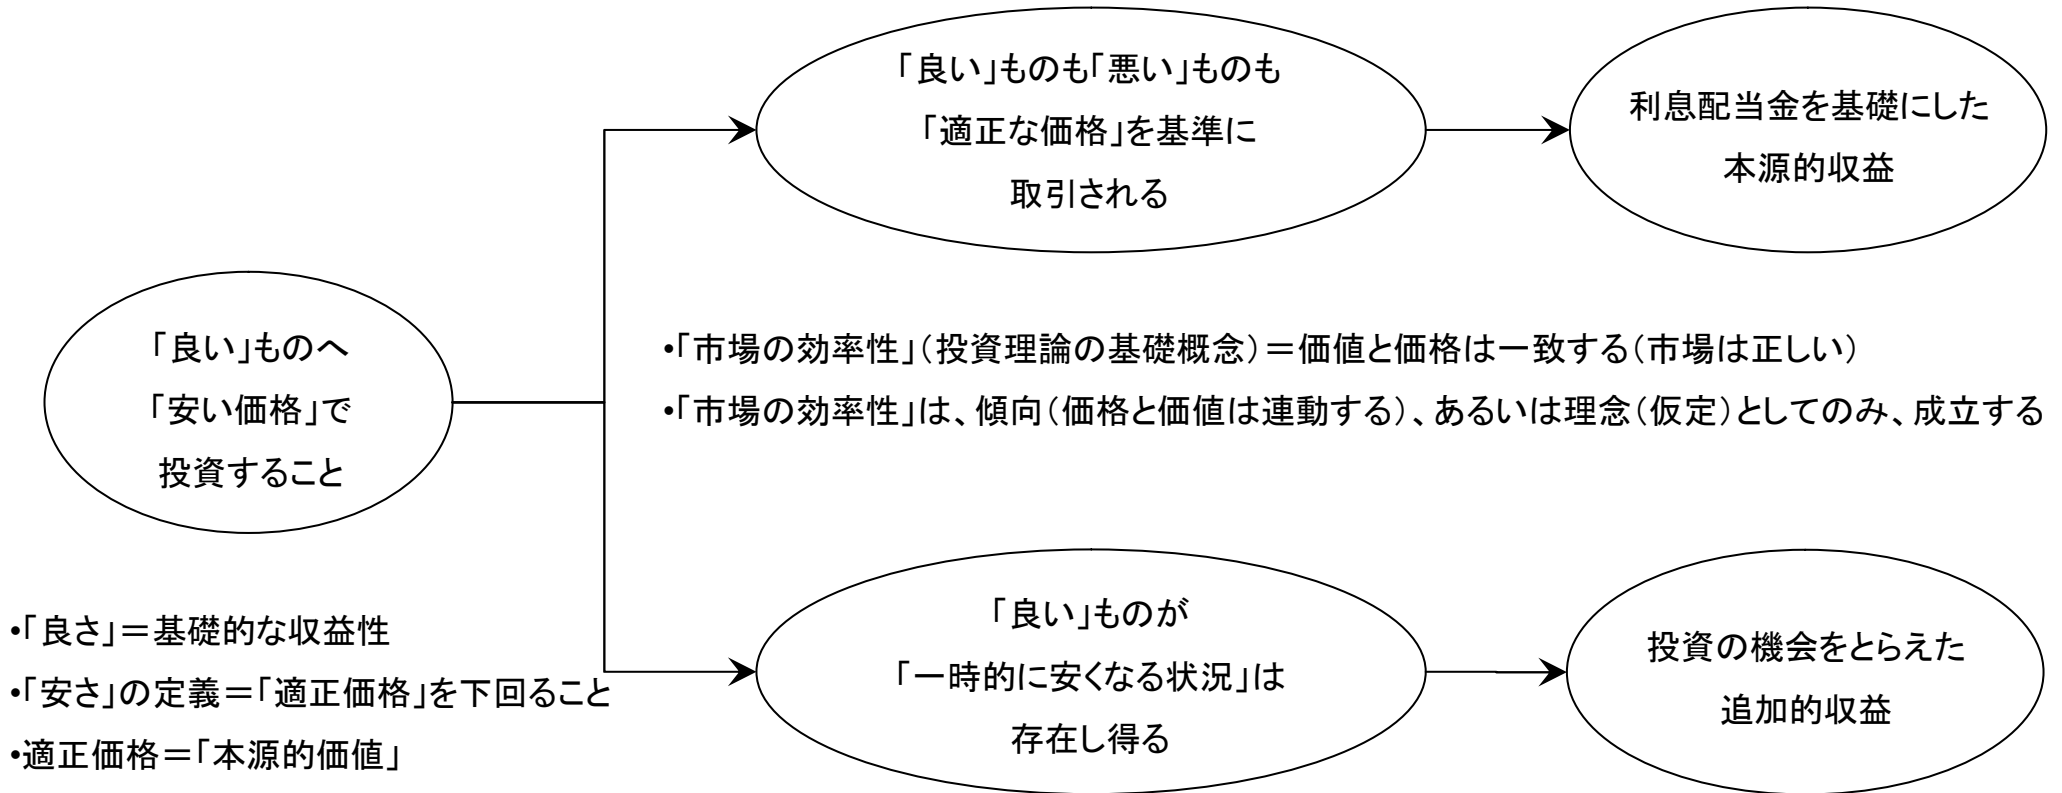 「良い」ものへ
「安い価格」で
投資すること
•「良さ」＝基礎的な収益性
•「安さ」の定義＝「適正価格」を下回ること
•適正価格＝「本源的価値」
「良い」ものも「悪い」ものも
「適正な価格」を基準に
取引される
利息配当金を基礎にした
本源的収益
•「市場の効率性」（投資理論の基礎概念）＝価値と価格は一致する（市場は正しい）
•「市場の効率性」は、傾向（価格と価値は連動する）、あるいは理念（仮定）としてのみ、成立する
「良い」ものが
「一時的に安くなる状況」は
存在し得る
投資の機会をとらえた
追加的収益